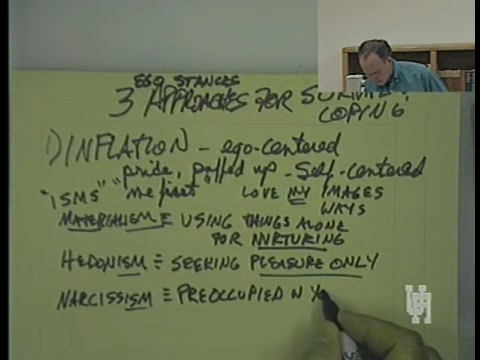 EGO STANCES
3 APPROACHES FOR
COPING
1) INFLATION - ego-centered
pride, puffed up - Self-centered
"ISMS" "me first" LOVE MY IMAGES
WAYS
MATERIALISM ≡ USING THINGS ALONE
FOR NURTURING
HEDONISM ≡ SEEKING PLEASURE ONLY
NARCISSISM ≡ PREOCCUPIED W Y
UH